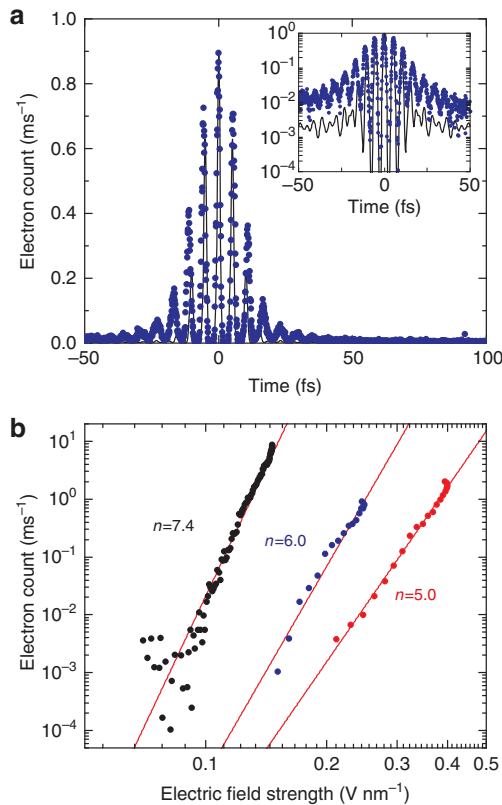 a
Electron count (ms⁻¹)
1.0
0.8
0.6
0.4
0.2
0.0
−50
0
50
100
Time (fs)
10⁰
10⁻¹
10⁻²
10⁻³
10⁻⁴
−50
0
50
Time (fs)
b
Electron count (ms⁻¹)
10¹
10⁰
10⁻¹
10⁻²
10⁻³
10⁻⁴
n=7.4
n=6.0
n=5.0
0.1
0.2
0.3
0.4
0.5
Electric field strength (V nm⁻¹)